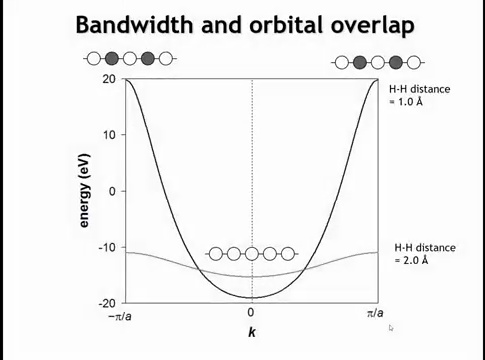 Bandwidth and orbital overlap
H-H distance
= 1.0 Å
20
10
0
-10
-20
energy (eV)
H-H distance
= 2.0 Å
−π/a
0
π/a
k